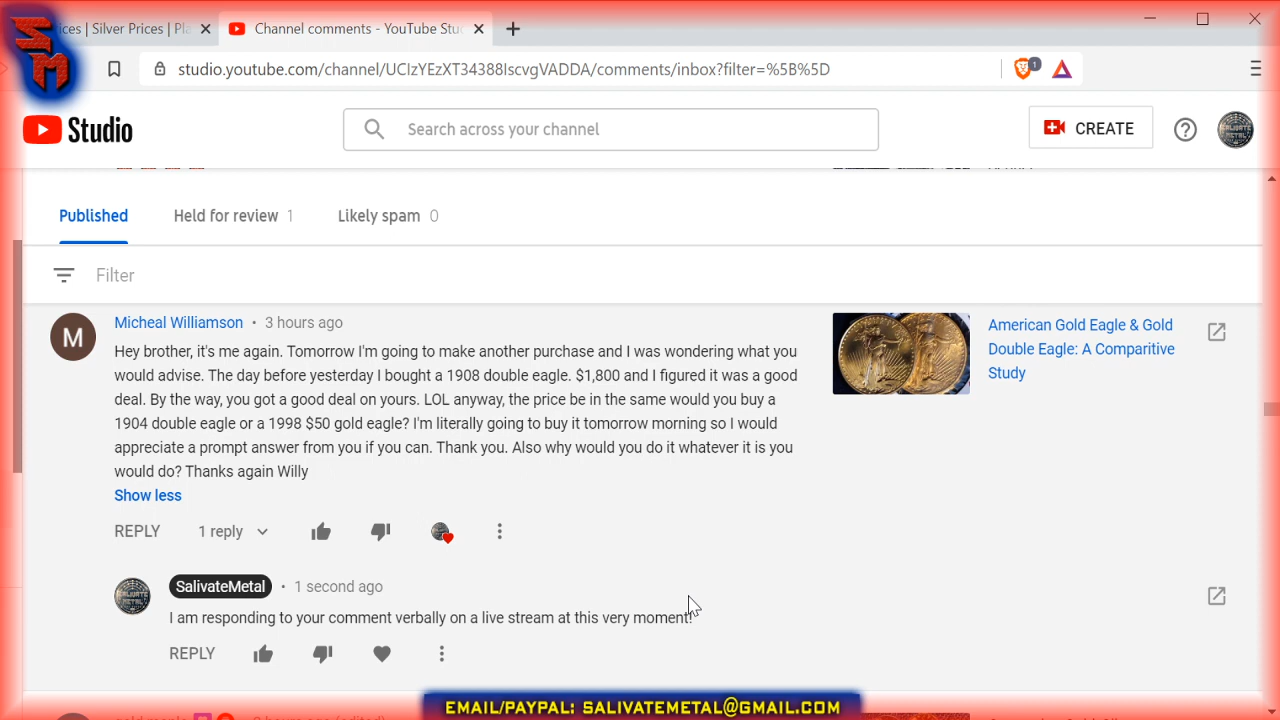 SM
ices | Silver Prices | Pla
Channel comments - YouTube Stu
studio.youtube.com/channel/UCIzYEzXT34388IscvgVADDA/comments/inbox?filter=%5B%5D
1
Studio
Search across your channel
CREATE
Published
Held for review 1
Likely spam 0
Filter
M
Micheal Williamson • 3 hours ago
Hey brother, it's me again. Tomorrow I'm going to make another purchase and I was wondering what you
would advise. The day before yesterday I bought a 1908 double eagle. $1,800 and I figured it was a good
deal. By the way, you got a good deal on yours. LOL anyway, the price be in the same would you buy a
1904 double eagle or a 1998 $50 gold eagle? I'm literally going to buy it tomorrow morning so I would
appreciate a prompt answer from you if you can. Thank you. Also why would you do it whatever it is you
would do? Thanks again Willy
Show less
REPLY
1 reply
American Gold Eagle & Gold
Double Eagle: A Comparitive
Study
SalivateMetal • 1 second ago
I am responding to your comment verbally on a live stream at this very moment!
REPLY
EMAIL/PAYPAL: SALIVATEMETAL@GMAIL.COM